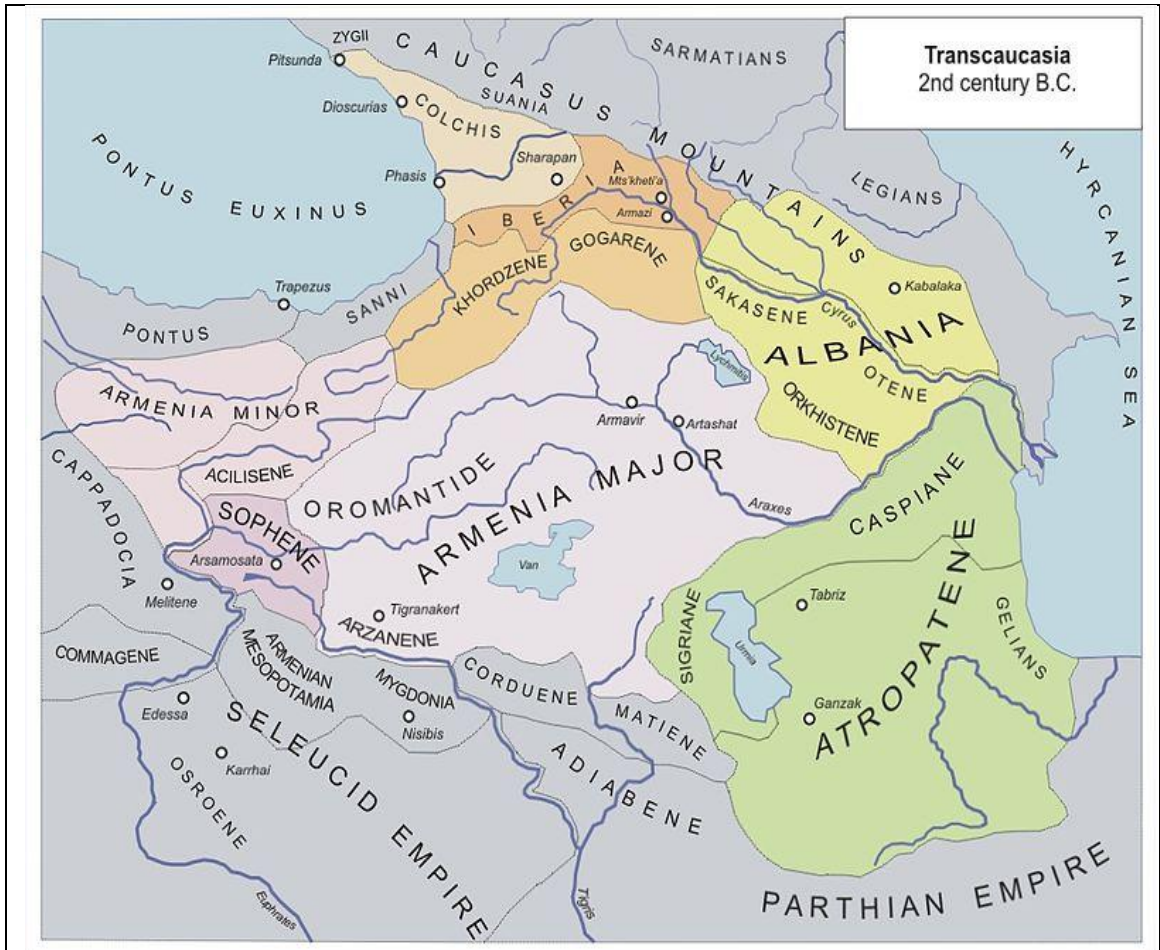 Transcaucasia
2nd century B.C.
ZYGII
CAUCASUS MOUNTAINS
SARMATIANS
Pitsunda
SUANIA
Dioscurias
COLCHIS
PONTUS EUXINUS
Sharapan
Phasis
IBERIA
Mts'kheti'a
Armazi
LEGIANS
HYRCANIAN SEA
GOGARENE
KHORDZENE
Trapezus
SANNI
PONTUS
SAKASENE
Cyrus
Kabalaka
ALBANIA
OTENE
ORKHISTENE
Lychnitis
ARMENIA MINOR
Armavir
Artashat
ACILISENE
OROMANTIDE
ARMENIA MAJOR
Araxes
CAPPADOCIA
SOPHENE
Arsamosata
Melitene
Van
CASPIANE
Tigranakert
ARZANENE
SIGRIANE
Tabriz
Urmia
ATROPATENE
GELIANS
Ganzak
COMMAGENE
ARMENIAN
MESOPOTAMIA
MYGDONIA
Nisibis
CORDUENE
MATIENE
Edessa
Karrhai
SELEUCID EMPIRE
OSROENE
ADIABENE
Euphrates
Tigris
PARTHIAN EMPIRE